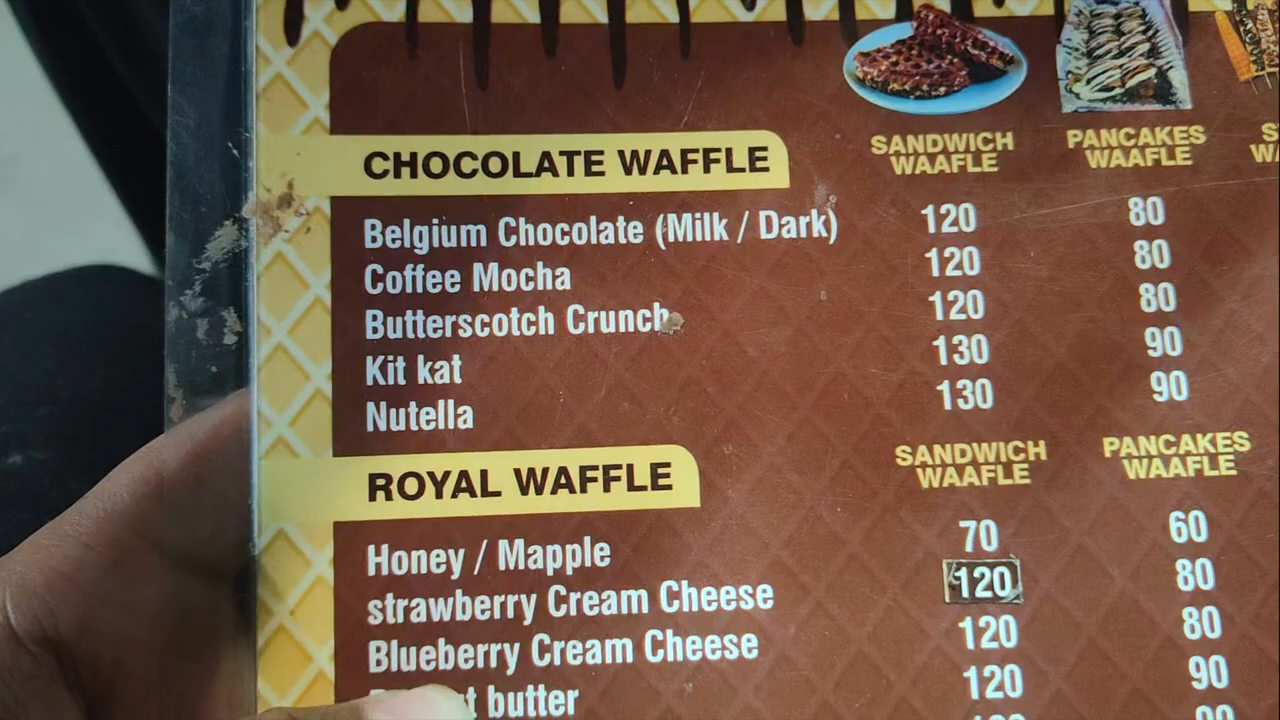 SANDWICH WAAFLE PANCAKES WAAFLE
CHOCOLATE WAFFLE
Belgium Chocolate (Milk / Dark) 120 80
Coffee Mocha 120 80
Butterscotch Crunch 120 80
Kit kat 130 90
Nutella 130 90
SANDWICH WAAFLE PANCAKES WAAFLE
ROYAL WAFFLE
Honey / Mapple 70 60
strawberry Cream Cheese 120 80
Blueberry Cream Cheese 120 80
butter 120 90